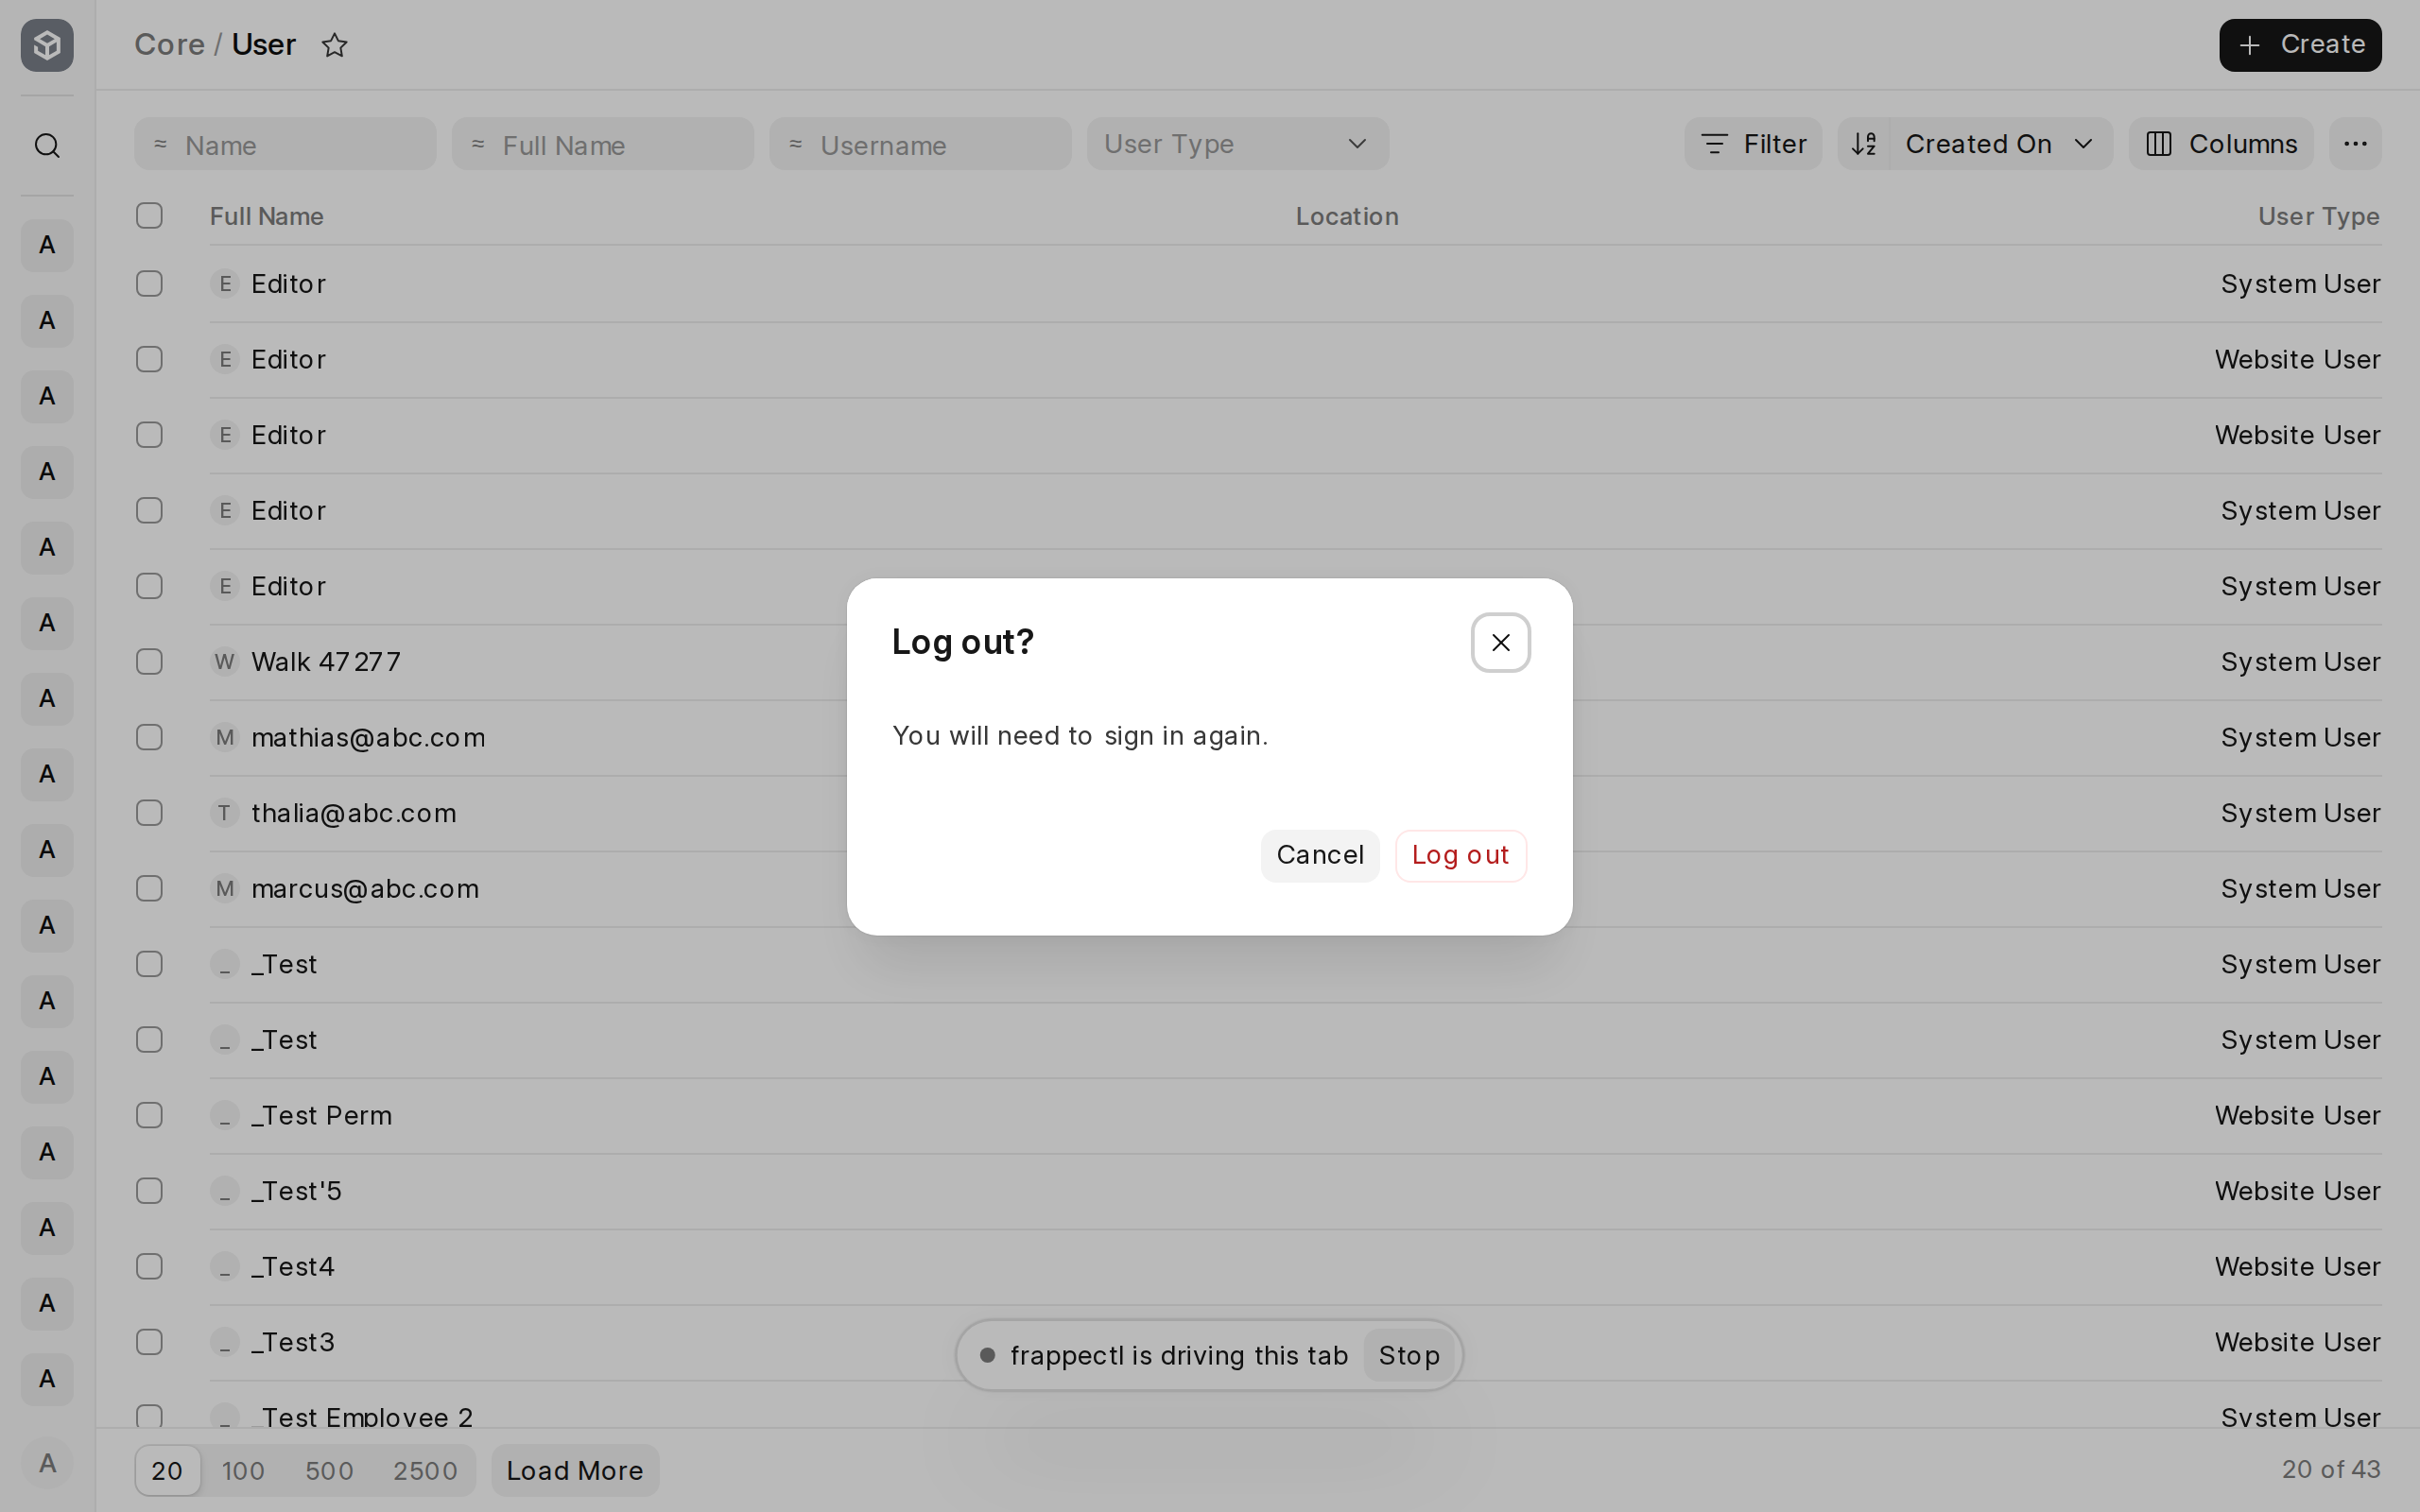 Core / User
Create
≈ Name
≈ Full Name
≈ Username
User Type
Filter
Created On
Columns
Full Name Location User Type
A
E Editor System User
A
E Editor Website User
A
E Editor Website User
A
E Editor System User
A
E Editor System User
A
W Walk 47277 System User
A
M mathias@abc.com System User
A
T thalia@abc.com System User
A
M marcus@abc.com System User
A
_ _Test System User
A
_ _Test System User
A
_ _Test Perm Website User
A
_ _Test'5 Website User
A
_ _Test4 Website User
A
_ _Test3 Website User
A
_ _Test Employee 2 System User
A
Log out?
You will need to sign in again.
Cancel
Log out
frappectl is driving this tab
Stop
20 100 500 2500
Load More
20 of 43